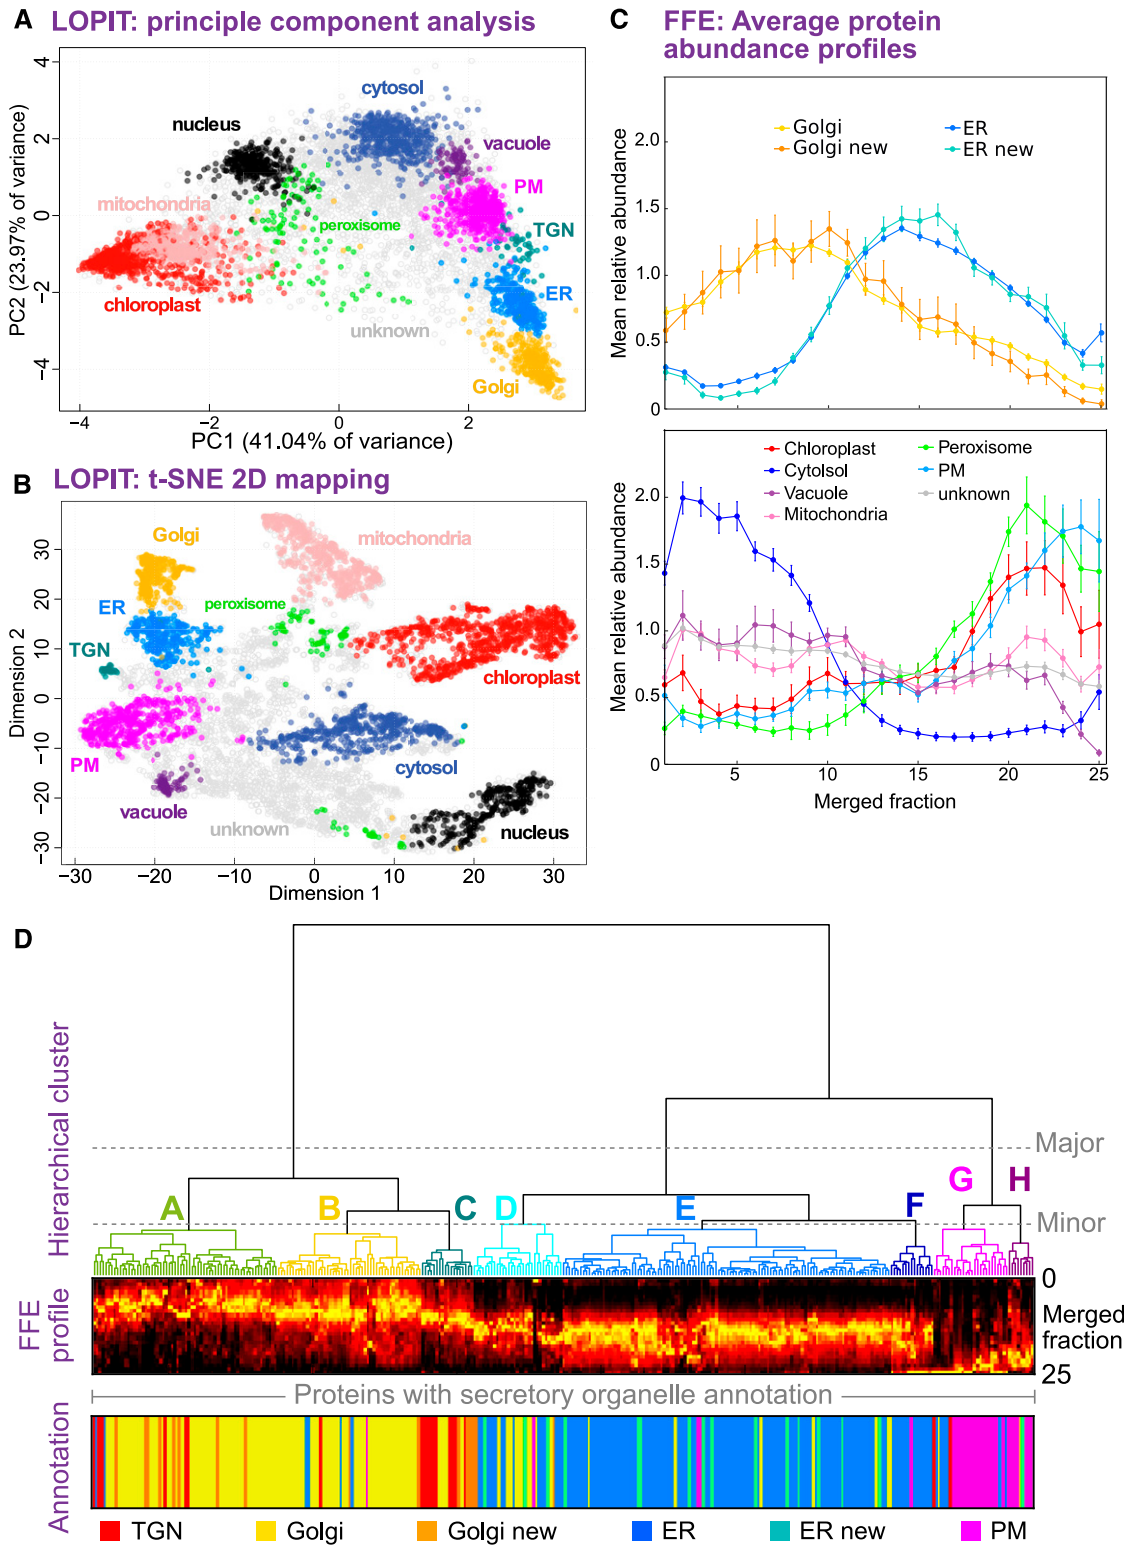 A LOPIT: principle component analysis
4
2
0
−2
−4
PC2 (23.97% of variance)
cytosol
nucleus
vacuole
PM
mitochondria
peroxisome
TGN
chloroplast
ER
unknown
Golgi
−4 −2 0 2
PC1 (41.04% of variance)
B LOPIT: t-SNE 2D mapping
30
20
10
0
−10
−20
−30
Dimension 2
Golgi
mitochondria
ER
peroxisome
TGN
chloroplast
PM
cytosol
vacuole
unknown
nucleus
−30 −20 −10 0 10 20 30
Dimension 1
C FFE: Average protein
abundance profiles
Mean relative abundance
2.0
1.5
1.0
0.5
0
Golgi
Golgi new
ER
ER new
Mean relative abundance
2.0
1.5
1.0
0.5
0
Chloroplast
Cytolsol
Vacuole
Mitochondria
Peroxisome
PM
unknown
5 10 15 20 25
Merged fraction
D
Hierarchical cluster
Major
A B C D E F G H
Minor
FFE
profile
0
Merged
fraction
25
Proteins with secretory organelle annotation
Annotation
TGN Golgi Golgi new ER ER new PM